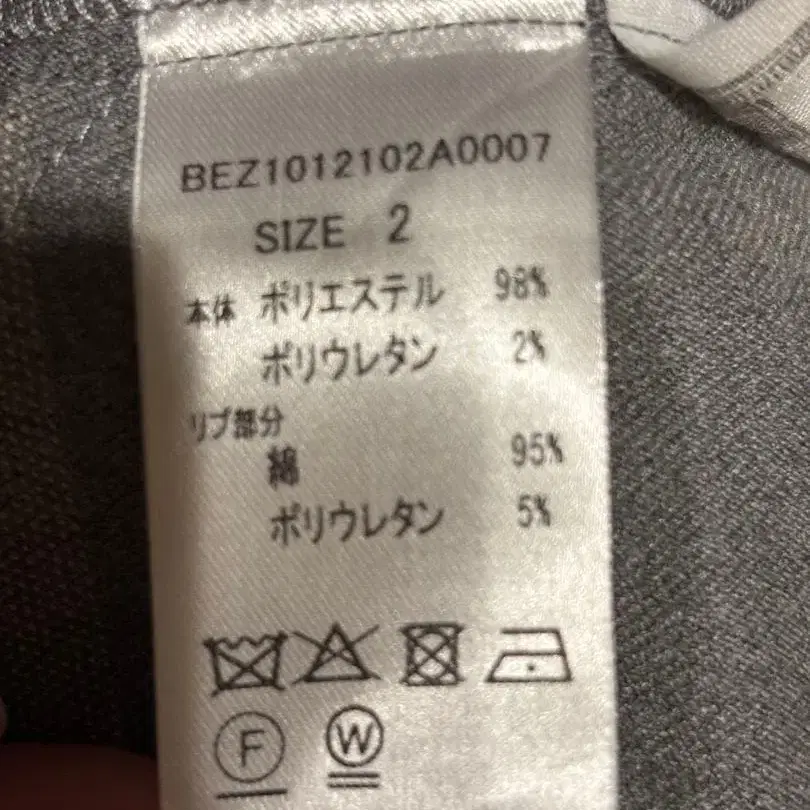 BEZ1012102A0007
SIZE 2
本体 ポリエステル 98%
ポリウレタン 2%
リブ部分
綿 95%
ポリウレタン 5%
F
W